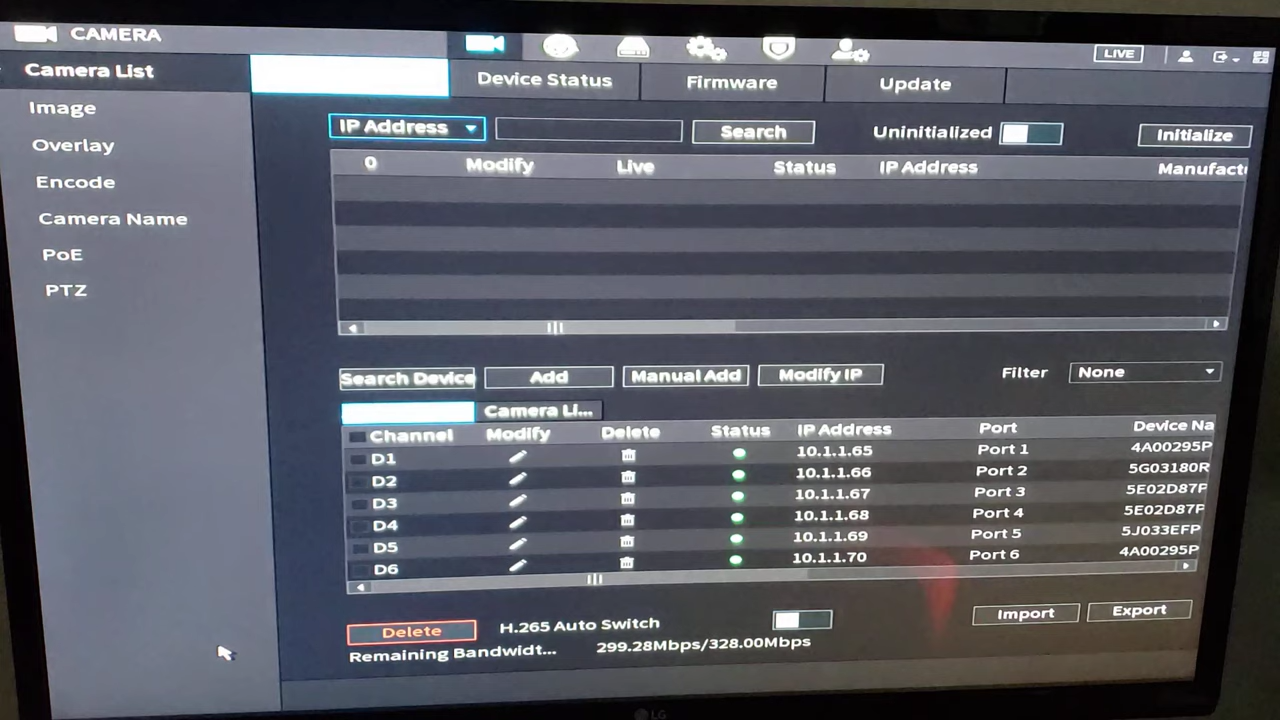 CAMERA
LIVE
Camera List
Image
Overlay
Encode
Camera Name
PoE
PTZ
Device Status Firmware Update
IP Address Search Uninitialized Initialize
0 Modify Live Status IP Address Manufact
Search Device Add Manual Add Modify IP Filter None
Camera Li...
Channel Modify Delete Status IP Address Port Device Na
D1 10.1.1.65 Port 1 4A00295P
D2 10.1.1.66 Port 2 5G03180R
D3 10.1.1.67 Port 3 5E02D87P
D4 10.1.1.68 Port 4 5E02D87P
D5 10.1.1.69 Port 5 5J033EFP
D6 10.1.1.70 Port 6 4A00295P
Delete H.265 Auto Switch Import Export
Remaining Bandwidt... 299.28Mbps/328.00Mbps
LG